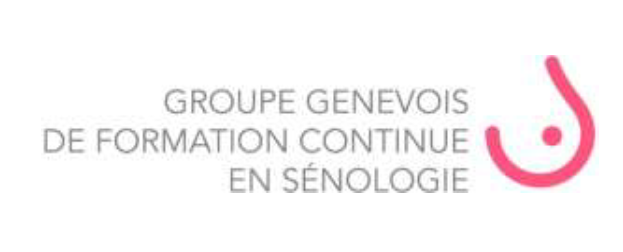 GROUPE GENEVOIS
DE FORMATION CONTINUE
EN SÉNOLOGIE